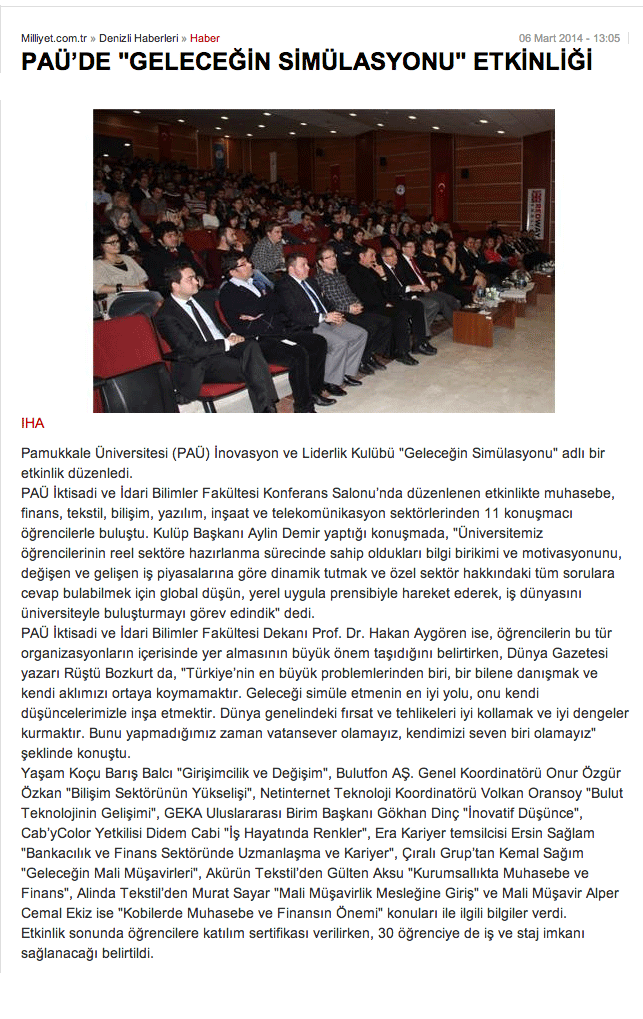 Milliyet.com.tr » Denizli Haberleri » Haber
06 Mart 2014 - 13:05
PAÜ’DE "GELECEĞİN SİMÜLASYONU" ETKİNLİĞİ
REDWAY
IHA
Pamukkale Üniversitesi (PAÜ) İnovasyon ve Liderlik Kulübü "Geleceğin Simülasyonu" adlı bir
etkinlik düzenledi.
PAÜ İktisadi ve İdari Bilimler Fakültesi Konferans Salonu’nda düzenlenen etkinlikte muhasebe,
finans, tekstil, bilişim, yazılım, inşaat ve telekomünikasyon sektörlerinden 11 konuşmacı
öğrencilerle buluştu. Kulüp Başkanı Aylin Demir yaptığı konuşmada, "Üniversitemiz
öğrencilerinin reel sektöre hazırlanma sürecinde sahip oldukları bilgi birikimi ve motivasyonunu,
değişen ve gelişen iş piyasalarına göre dinamik tutmak ve özel sektör hakkındaki tüm sorulara
cevap bulabilmek için global düşün, yerel uygula prensibiyle hareket ederek, iş dünyasını
üniversiteyle buluşturmayı görev edindik" dedi.
PAÜ İktisadi ve İdari Bilimler Fakültesi Dekanı Prof. Dr. Hakan Aygören ise, öğrencilerin bu tür
organizasyonların içerisinde yer almasının büyük önem taşıdığını belirtirken, Dünya Gazetesi
yazarı Rüştü Bozkurt da, "Türkiye’nin en büyük problemlerinden biri, bir bilene danışmak ve
kendi aklımızı ortaya koymamaktır. Geleceği simüle etmenin en iyi yolu, onu kendi
düşüncelerimizle inşa etmektir. Dünya genelindeki fırsat ve tehlikeleri iyi kollamak ve iyi dengeler
kurmaktır. Bunu yapmadığımız zaman vatansever olamayız, kendimizi seven biri olamayız"
şeklinde konuştu.
Yaşam Koçu Barış Balcı "Girişimcilik ve Değişim", Bulutfon AŞ. Genel Koordinatörü Onur Özgür
Özkan "Bilişim Sektörünün Yükselişi", Netinternet Teknoloji Koordinatörü Volkan Oransoy "Bulut
Teknolojinin Gelişimi", GEKA Uluslararası Birim Başkanı Gökhan Dinç "İnovatif Düşünce",
Cab’yColor Yetkilisi Didem Cabi "İş Hayatında Renkler", Era Kariyer temsilcisi Ersin Sağlam
"Bankacılık ve Finans Sektöründe Uzmanlaşma ve Kariyer", Çıralı Grup’tan Kemal Sağım
"Geleceğin Mali Müşavirleri", Akürün Tekstil’den Gülten Aksu "Kurumsallıkta Muhasebe ve
Finans", Alinda Tekstil’den Murat Sayar "Mali Müşavirlik Mesleğine Giriş" ve Mali Müşavir Alper
Cemal Ekiz ise "Kobilerde Muhasebe ve Finansın Önemi" konuları ile ilgili bilgiler verdi.
Etkinlik sonunda öğrencilere katılım sertifikası verilirken, 30 öğrenciye de iş ve staj imkanı
sağlanacağı belirtildi.